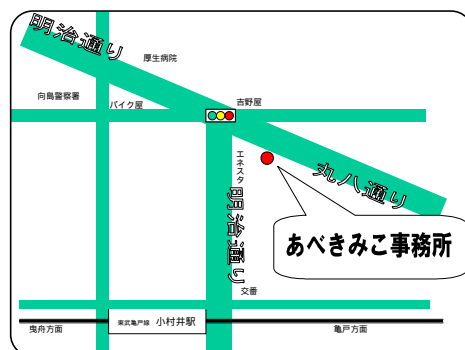 明治通り
厚生病院
向島警察署
バイク屋
吉野屋
エネスタ
明治通り
丸八通り
あべきみこ事務所
交番
東武亀戸線 小村井駅
曳舟方面
亀戸方面